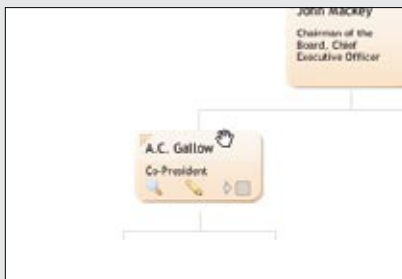 John Mackey
Chairman of the
Board, Chief
Executive Officer
A.C. Gallow
Co-President